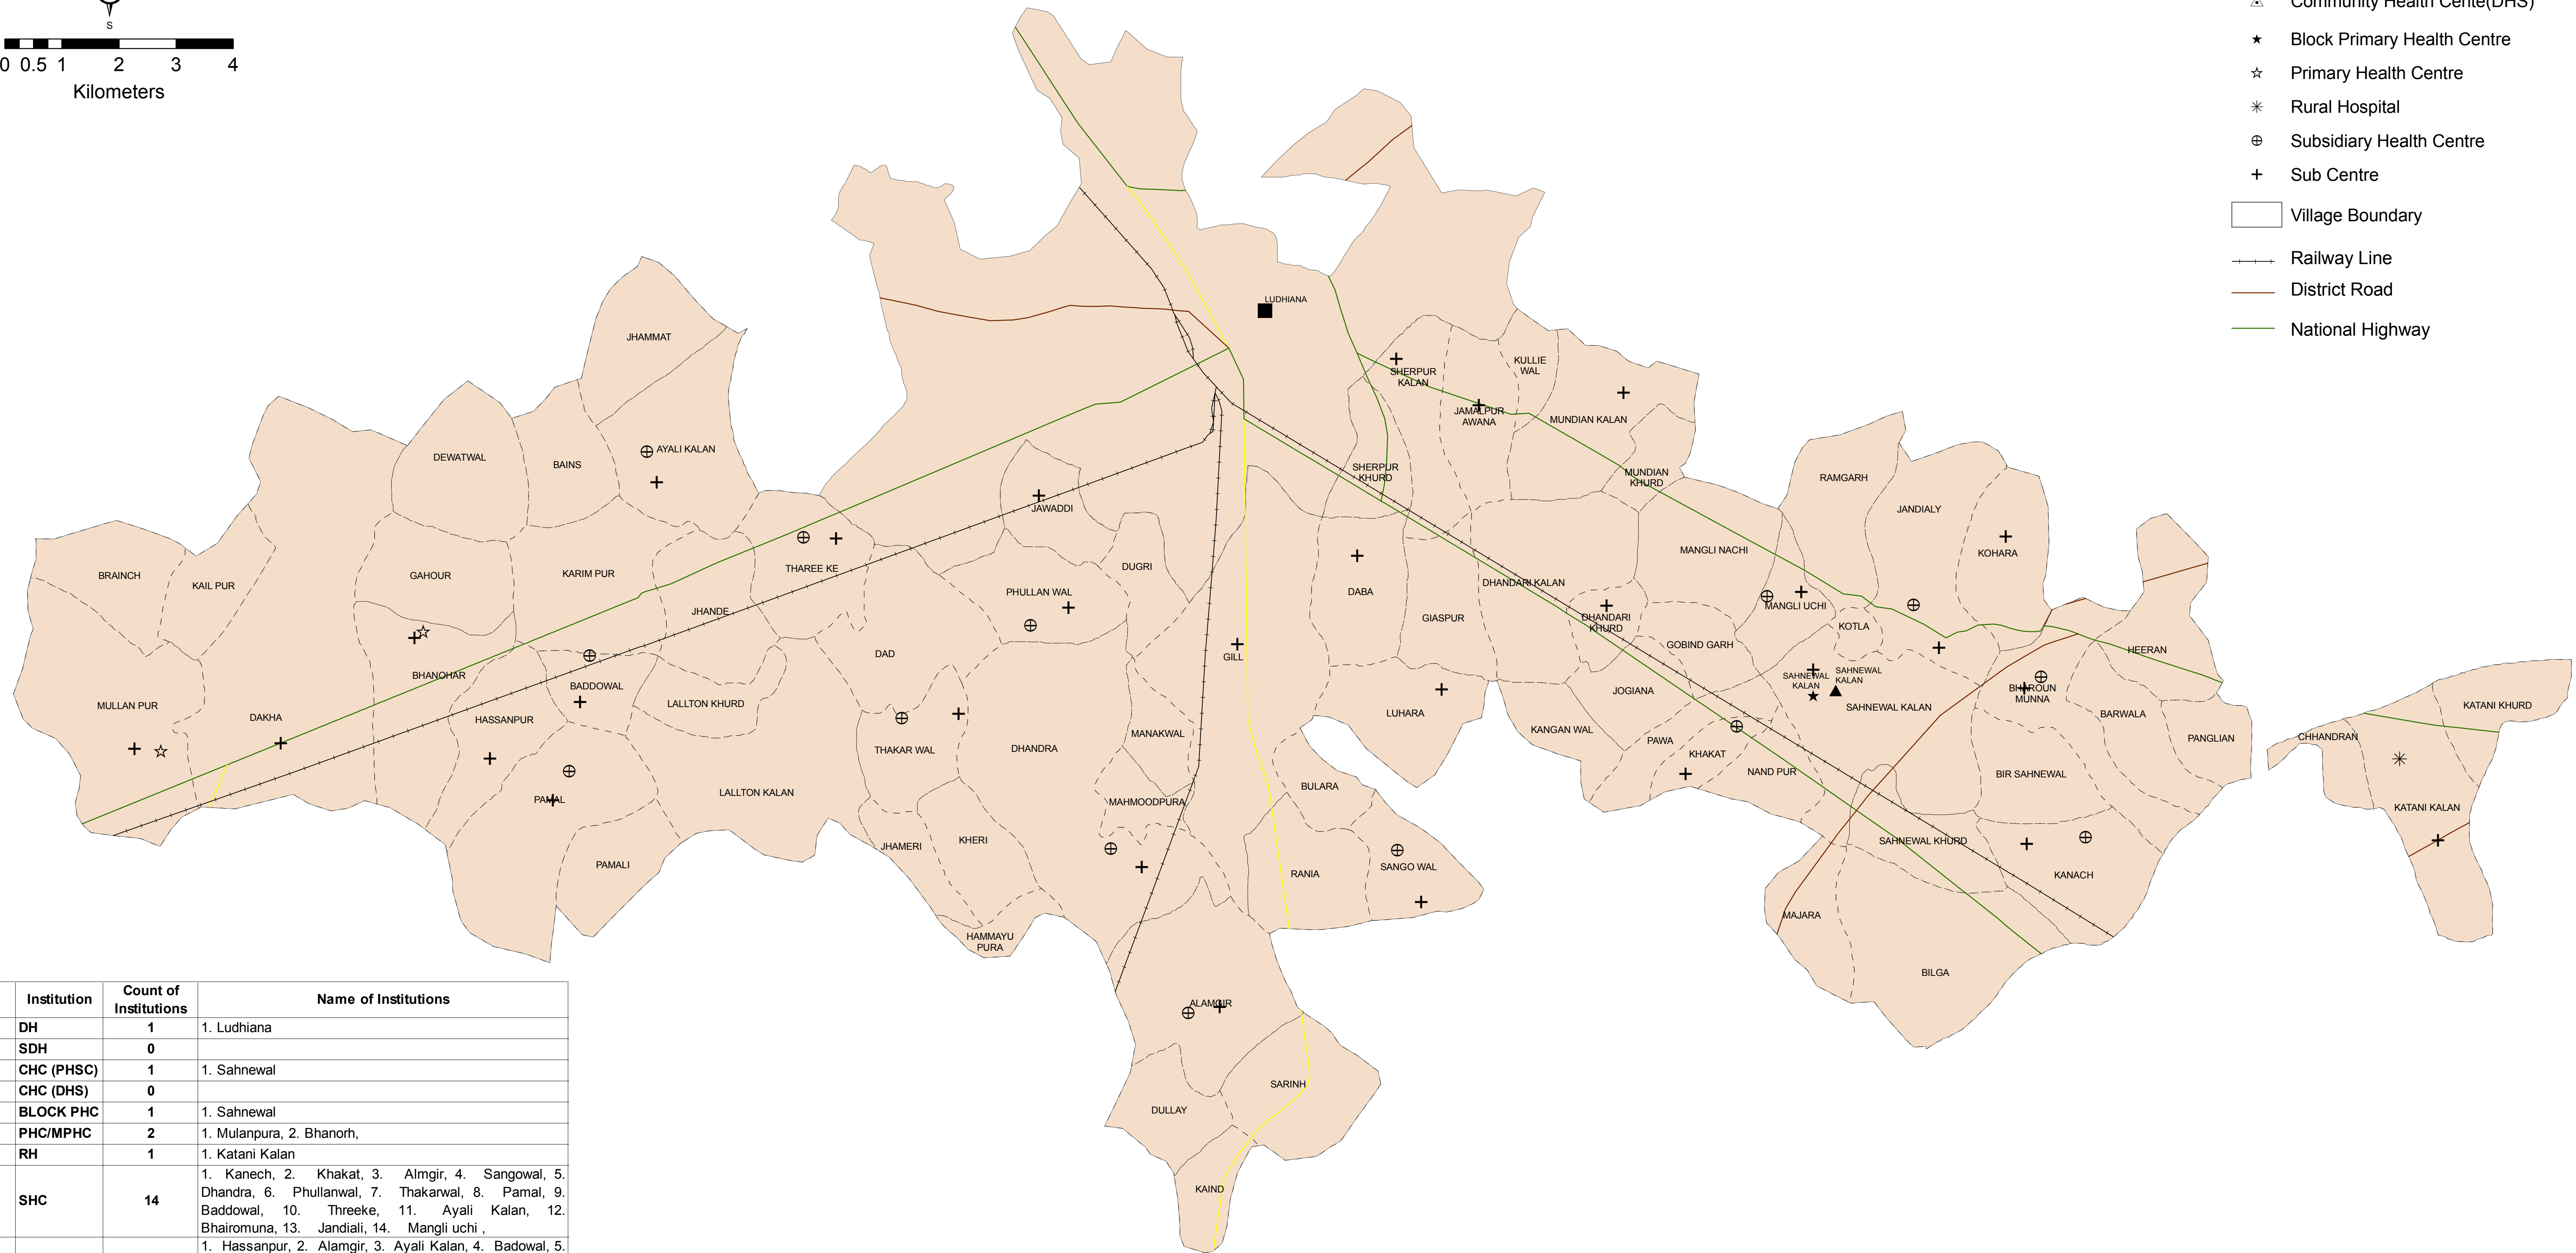 S
0 0.5 1 2 3 4
Kilometers
Community Health Cente(DHS)
Block Primary Health Centre
Primary Health Centre
Rural Hospital
Subsidiary Health Centre
Sub Centre
Village Boundary
Railway Line
District Road
National Highway
LUDHIANA
JHAMMAT
KULLIE
WAL
SHERPUR
KALAN
JAMALPUR
AWANA
MUNDIAN KALAN
DEWATWAL
BAINS
AYALI KALAN
SHERPUR
KHURD
MUNDIAN
KHURD
RAMGARH
JANDIALY
JAWADDI
KOHARA
MANGLI NACHI
BRAINCH
KAIL PUR
GAHOUR
KARIM PUR
THAREE KE
DUGRI
DHANDARI KALAN
PHULLAN WAL
DABA
JHANDE
MANGLI UCHI
GIASPUR
DHANDARI
KHURD
KOTLA
GOBIND GARH
HEERAN
DAD
GILL
BHANOHAR
BADDOWAL
SAHNEWAL
KALAN
SAHNEWAL
KALAN
JOGIANA
BHAROUN
MUNNA
MULLAN PUR
DAKHA
HASSANPUR
LALLTON KHURD
LUHARA
SAHNEWAL KALAN
BARWALA
KATANI KHURD
THAKAR WAL
DHANDRA
MANAKWAL
KANGAN WAL
PAWA
KHAKAT
NAND PUR
PANGLIAN
CHHANDRAN
BIR SAHNEWAL
BULARA
PAMAL
LALLTON KALAN
MAHMOODPURA
KATANI KALAN
JHAMERI
KHERI
SAHNEWAL KHURD
PAMALI
RANIA
SANGO WAL
KANACH
MAJARA
HAMMAYU
PURA
BILGA
ALAMGIR
SARINH
DULLAY
KAIND
Institution Count of Institutions Name of Institutions
DH 1 1. Ludhiana
SDH 0
CHC (PHSC) 1 1. Sahnewal
CHC (DHS) 0
BLOCK PHC 1 1. Sahnewal
PHC/MPHC 2 1. Mulanpura, 2. Bhanorh,
RH 1 1. Katani Kalan
SHC 14 1. Kanech, 2. Khakat, 3. Almgir, 4. Sangowal, 5.
Dhandra, 6. Phullanwal, 7. Thakarwal, 8. Pamal, 9.
Baddowal, 10. Threeke, 11. Ayali Kalan, 12.
Bhairomuna, 13. Jandiali, 14. Mangli uchi ,
1. Hassanpur, 2. Alamgir, 3. Ayali Kalan, 4. Badowal, 5.